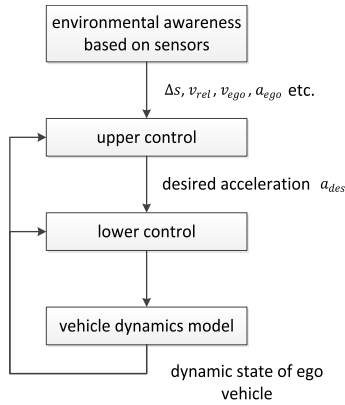 environmental awareness
based on sensors
Δs, v_rel, v_ego, a_ego etc.
upper control
desired acceleration a_des
lower control
vehicle dynamics model
dynamic state of ego
vehicle